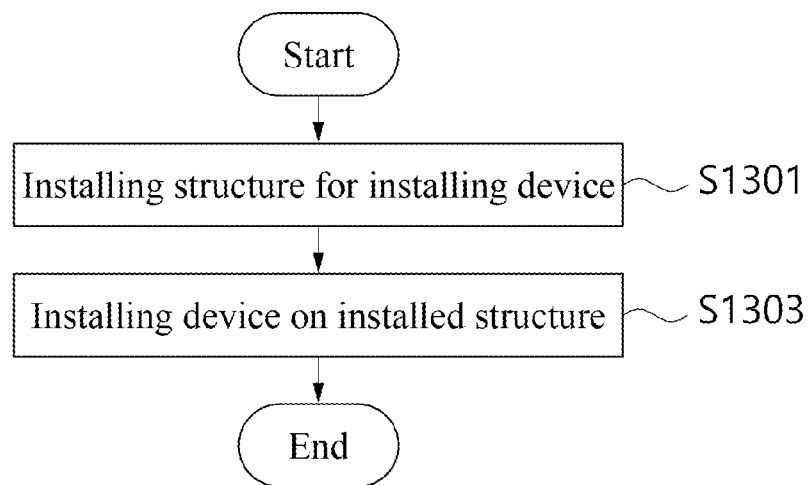 Start
Installing structure for installing device
S1301
Installing device on installed structure
S1303
End